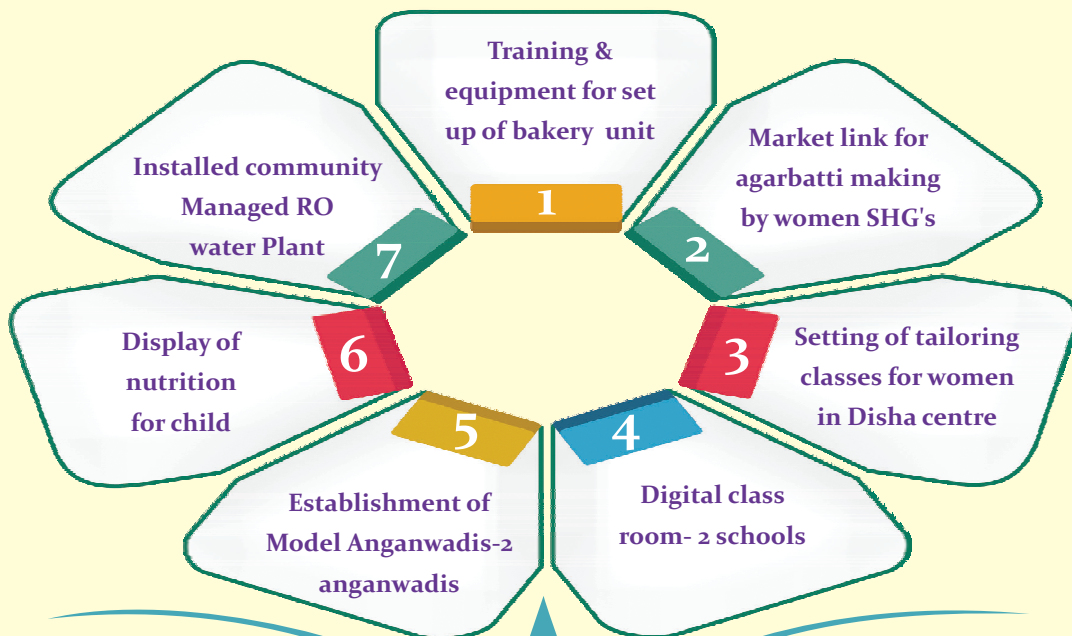 1
Training &
equipment for set
up of bakery unit
2
Market link for
agarbatti making
by women SHG's
3
Setting of tailoring
classes for women
in Disha centre
4
Digital class
room- 2 schools
5
Establishment of
Model Anganwadis-2
anganwadis
6
Display of
nutrition
for child
7
Installed community
Managed RO
water Plant